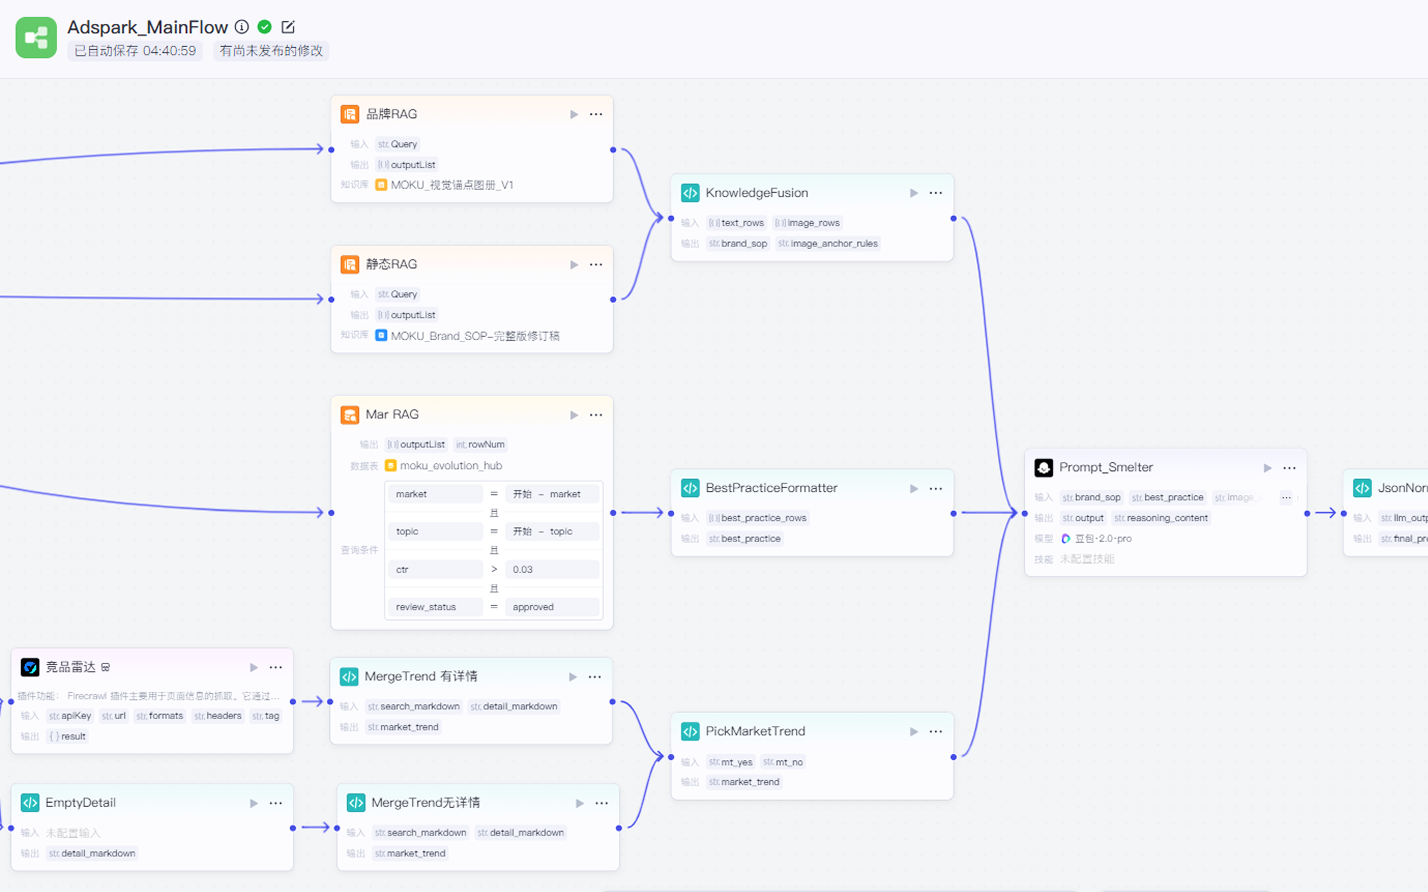 Adspark_MainFlow
已自动保存 04:40:59 有尚未发布的修改
品牌RAG
输入 str. Query
输出 [()] outputList
知识库 MOKU_视觉锚点图册_V1
静态RAG
输入 str. Query
输出 [()] outputList
知识库 MOKU_Brand_SOP-完整版修订稿
Mar RAG
输出 [()] outputList int. rowNum
数据表 moku_evolution_hub
查询条件
market = 开始 - market
且
topic = 开始 - topic
且
ctr > 0.03
且
review_status = approved
竞品雷达
插件功能： Firecrawl 插件主要用于页面信息的抓取。它通过...
输入 str. apiKey str. url str. formats str. headers str. tag
输出 { } result
EmptyDetail
输入 未配置输入
输出 str. detail_markdown
MergeTrend 有详情
输入 str. search_markdown str. detail_markdown
输出 str. market_trend
MergeTrend无详情
输入 str. search_markdown str. detail_markdown
输出 str. market_trend
KnowledgeFusion
输入 [()] text_rows [()] image_rows
输出 str. brand_sop str. image_anchor_rules
BestPracticeFormatter
输入 [()] best_practice_rows
输出 str. best_practice
PickMarketTrend
输入 str. mt_yes str. mt_no
输出 str. market_trend
Prompt_Smelter
输入 str. brand_sop str. best_practice str. image_ ...
输出 str. output str. reasoning_content
模型 豆包·2.0·pro
技能 未配置技能
JsonNor
输入 str. llm_outp
输出 str. final_pr